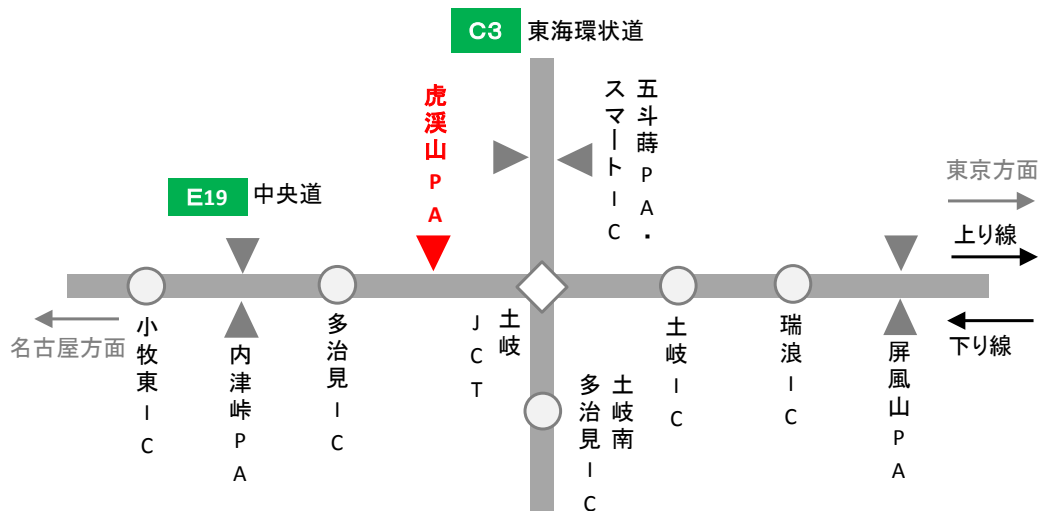 C3 東海環状道
虎溪山PA
五斗蒔PA・
スマートIC
E19 中央道
東京方面
上り線
名古屋方面
下り線
小牧東IC
内津峠PA
多治見IC
土岐
JCT
土岐南
多治見IC
土岐IC
瑞浪IC
屏風山PA